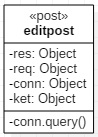 «post»
editpost
-res: Object
-req: Object
-conn: Object
-ket: Object
-conn.query()